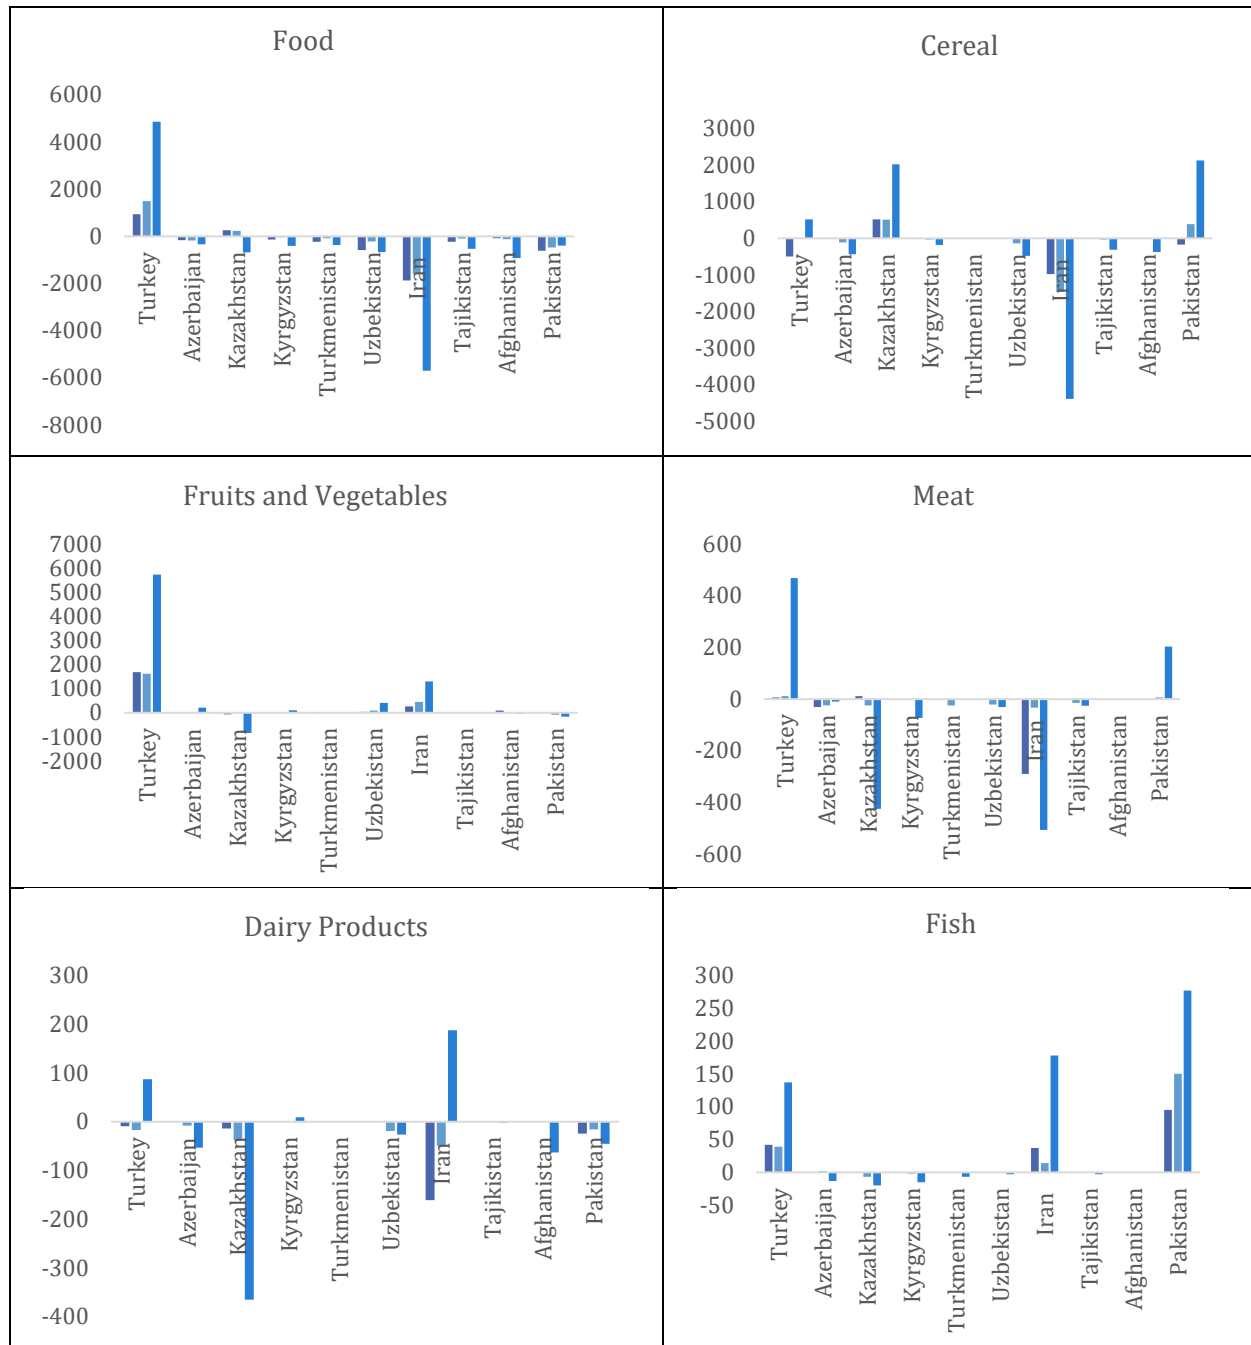 Food
6000
4000
2000
0
-2000
-4000
-6000
-8000
Turkey
Azerbaijan
Kazakhstan
Kyrgyzstan
Turkmenistan
Uzbekistan
Iran
Tajikistan
Afghanistan
Pakistan
Cereal
3000
2000
1000
0
-1000
-2000
-3000
-4000
-5000
Turkey
Azerbaijan
Kazakhstan
Kyrgyzstan
Turkmenistan
Uzbekistan
Iran
Tajikistan
Afghanistan
Pakistan
Fruits and Vegetables
7000
6000
5000
4000
3000
2000
1000
0
-1000
-2000
Turkey
Azerbaijan
Kazakhstan
Kyrgyzstan
Turkmenistan
Uzbekistan
Iran
Tajikistan
Afghanistan
Pakistan
Meat
600
400
200
0
-200
-400
-600
Turkey
Azerbaijan
Kazakhstan
Kyrgyzstan
Turkmenistan
Uzbekistan
Iran
Tajikistan
Afghanistan
Pakistan
Dairy Products
300
200
100
0
-100
-200
-300
-400
Turkey
Azerbaijan
Kazakhstan
Kyrgyzstan
Turkmenistan
Uzbekistan
Iran
Tajikistan
Afghanistan
Pakistan
Fish
300
250
200
150
100
50
0
-50
Turkey
Azerbaijan
Kazakhstan
Kyrgyzstan
Turkmenistan
Uzbekistan
Iran
Tajikistan
Afghanistan
Pakistan